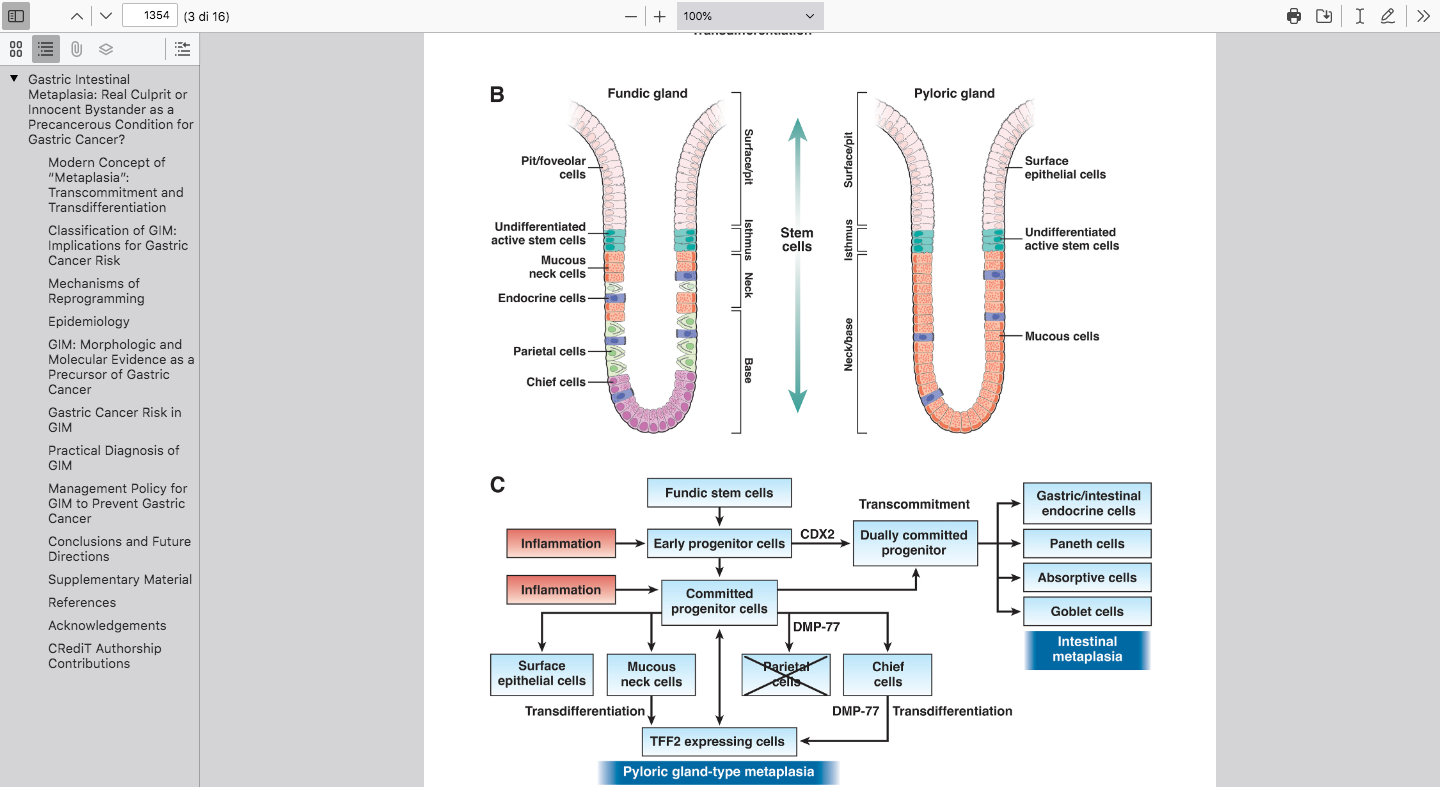 1354
(3 di 16)
100%
Gastric Intestinal
Metaplasia: Real Culprit or
Innocent Bystander as a
Precancerous Condition for
Gastric Cancer?
Modern Concept of
“Metaplasia”:
Transcommitment and
Transdifferentiation
Classification of GIM:
Implications for Gastric
Cancer Risk
Mechanisms of
Reprogramming
Epidemiology
GIM: Morphologic and
Molecular Evidence as a
Precursor of Gastric
Cancer
Gastric Cancer Risk in
GIM
Practical Diagnosis of
GIM
Management Policy for
GIM to Prevent Gastric
Cancer
Conclusions and Future
Directions
Supplementary Material
References
Acknowledgements
CRediT Authorship
Contributions
Transdifferentiation
B
Fundic gland
Pit/foveolar
cells
Undifferentiated
active stem cells
Mucous
neck cells
Endocrine cells
Parietal cells
Chief cells
Surface/pit
Isthmus
Neck
Base
Stem
cells
Pyloric gland
Surface/pit
Isthmus
Neck/base
Surface
epithelial cells
Undifferentiated
active stem cells
Mucous cells
C
Fundic stem cells
Inflammation
Early progenitor cells
CDX2
Transcommitment
Dually committed
progenitor
Gastric/intestinal
endocrine cells
Paneth cells
Absorptive cells
Goblet cells
Intestinal
metaplasia
Inflammation
Committed
progenitor cells
DMP-77
Surface
epithelial cells
Mucous
neck cells
Parietal
cells
Chief
cells
Transdifferentiation
DMP-77
Transdifferentiation
TFF2 expressing cells
Pyloric gland-type metaplasia